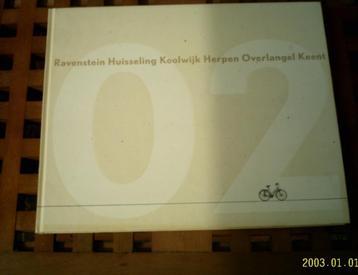 Ravenstein Huisseling Koolwijk Herpen Overlangel Keent
02
2003.01.01